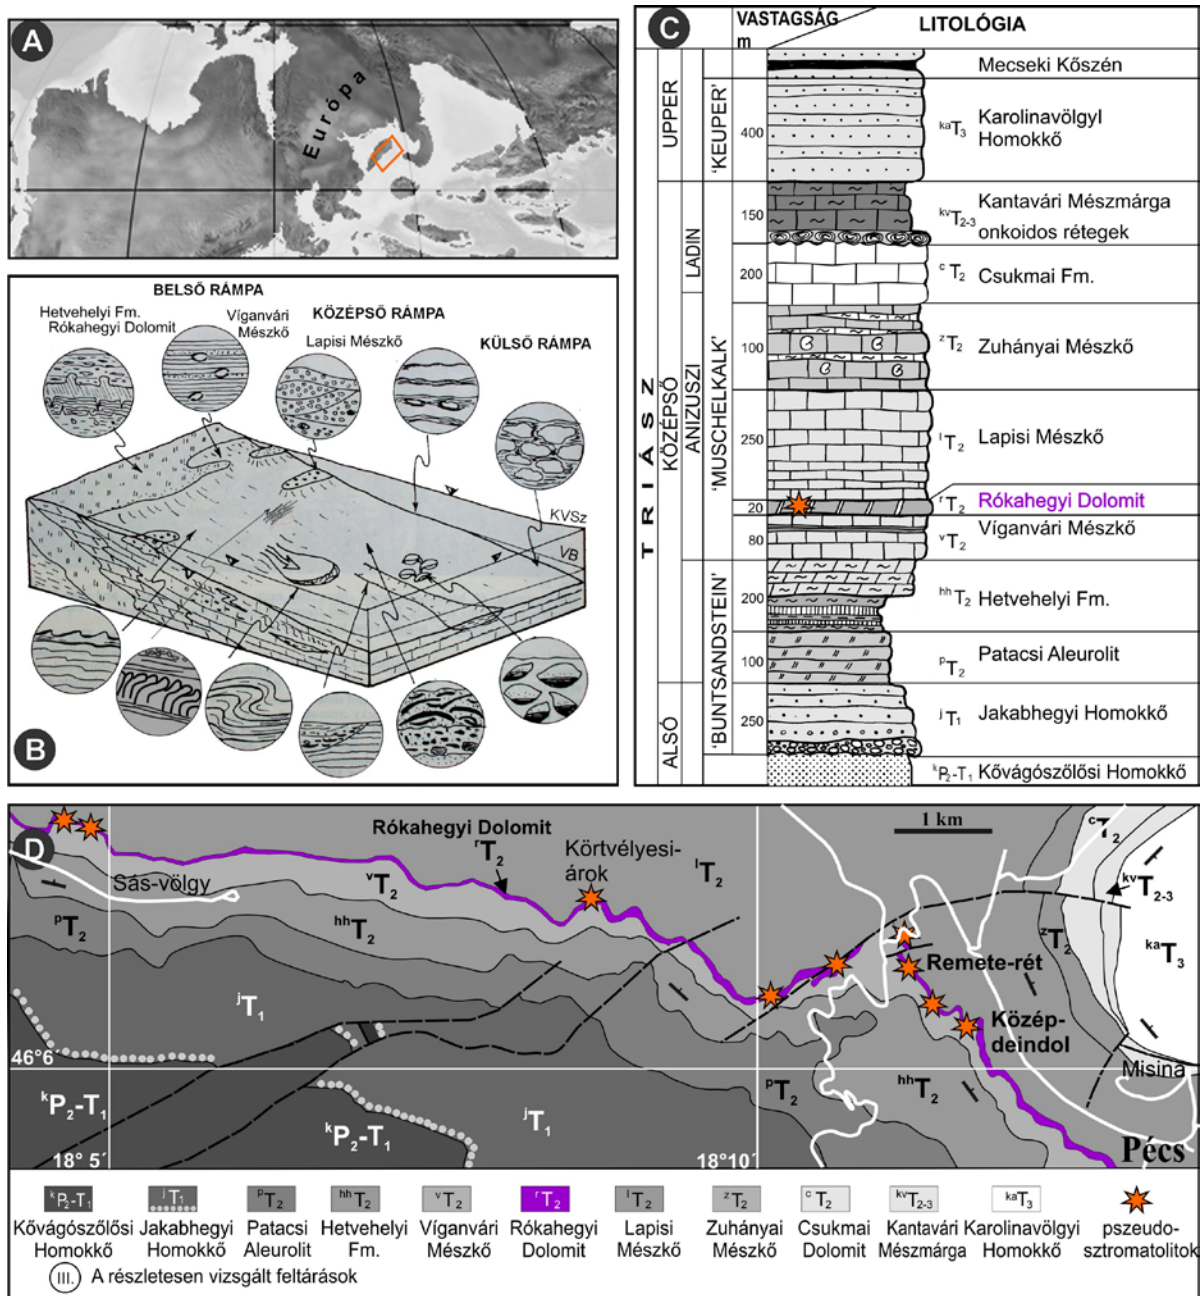 A
Európa
B
BELSŐ RÁMPA
Hetvehelyi Fm.
Rókahegyi Dolomit
Víganvári
Mészkő
KÖZÉPSŐ RÁMPA
Lapisi Mészkő
KÜLSŐ RÁMPA
KVSz
VB
C
VASTAGSÁG
m
LITOLÓGIA
TRIÁSZ
UPPER
KÖZÉPSŐ
ALSÓ
LADIN
ANIZUSZI
'KEUPER'
'MUSCHELKALK'
'BUNTSANDSTEIN'
Mecseki Kőszén
400 kaT3 Karolinavölgyl
Homokkő
150 kvT2-3 Kantavári Mészmárga
onkoidos rétegek
200 cT2 Csukmai Fm.
100 zT2 Zuhányai Mészkő
250 lT2 Lapisi Mészkő
20 rT2 Rókahegyi Dolomit
80 vT2 Víganvári Mészkő
200 hhT2 Hetvehelyi Fm.
100 pT2 Patacsi Aleurolit
250 jT1 Jakabhegyi Homokkő
kP2-T1 Kővágószőlősi Homokkő
D
Rókahegyi Dolomit
rT2
Körtvélyesi-
árok
1 km
Sás-völgy
vT2
lT2
cT2
kvT2-3
pT2
hhT2
zT2
kaT3
Remete-rét
jT1
Közép-
deindol
46°6´
Misina
kP2-T1
kP2-T1
jT1
pT2
hhT2
18° 5´
18°10´
Pécs
kP2-T1 jT1 pT2 hhT2 vT2 rT2 lT2 zT2 cT2 kvT2-3 kaT3
Kővágószőlősi Jakabhegyi Patacsi Hetvehelyi Víganvári Rókahegyi Lapisi Zuhányai Csukmai Kantavári Karolinavölgyi pszeudo-
Homokkő Homokkő Aleurolit Fm. Mészkő Dolomit Mészkő Mészkő Dolomit Mészmárga Homokkő sztromatolitok
III. A részletesen vizsgált feltárások